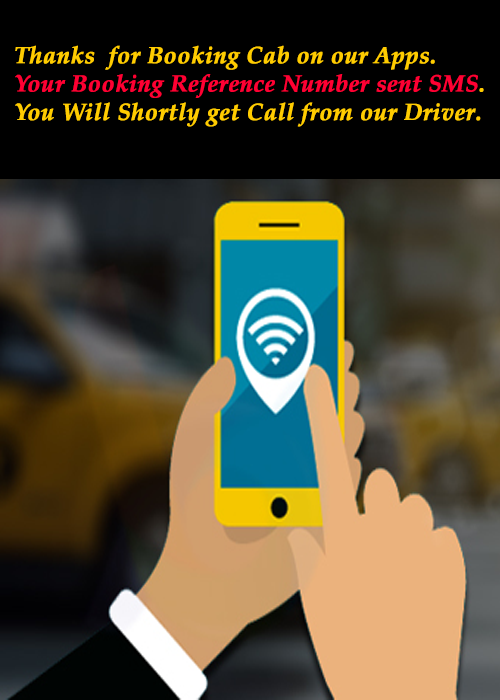 Thanks  for Booking Cab on our Apps.
Your Booking Reference Number sent SMS.
You Will Shortly get Call from our Driver.